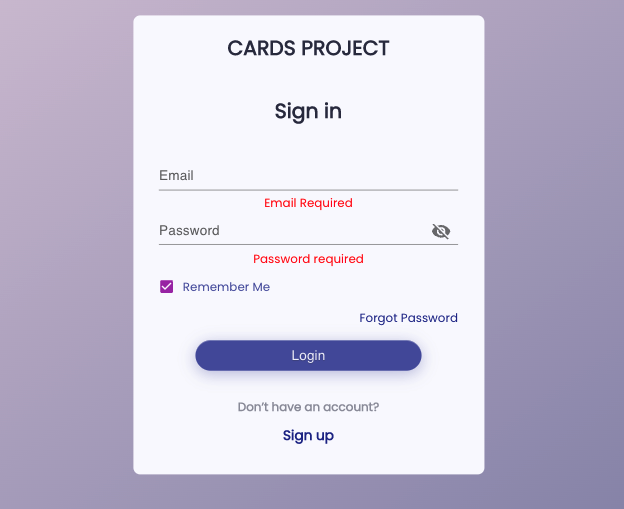 CARDS PROJECT
Sign in
Email
Email Required
Password
Password required
Remember Me
Forgot Password
Login
Don't have an account?
Sign up